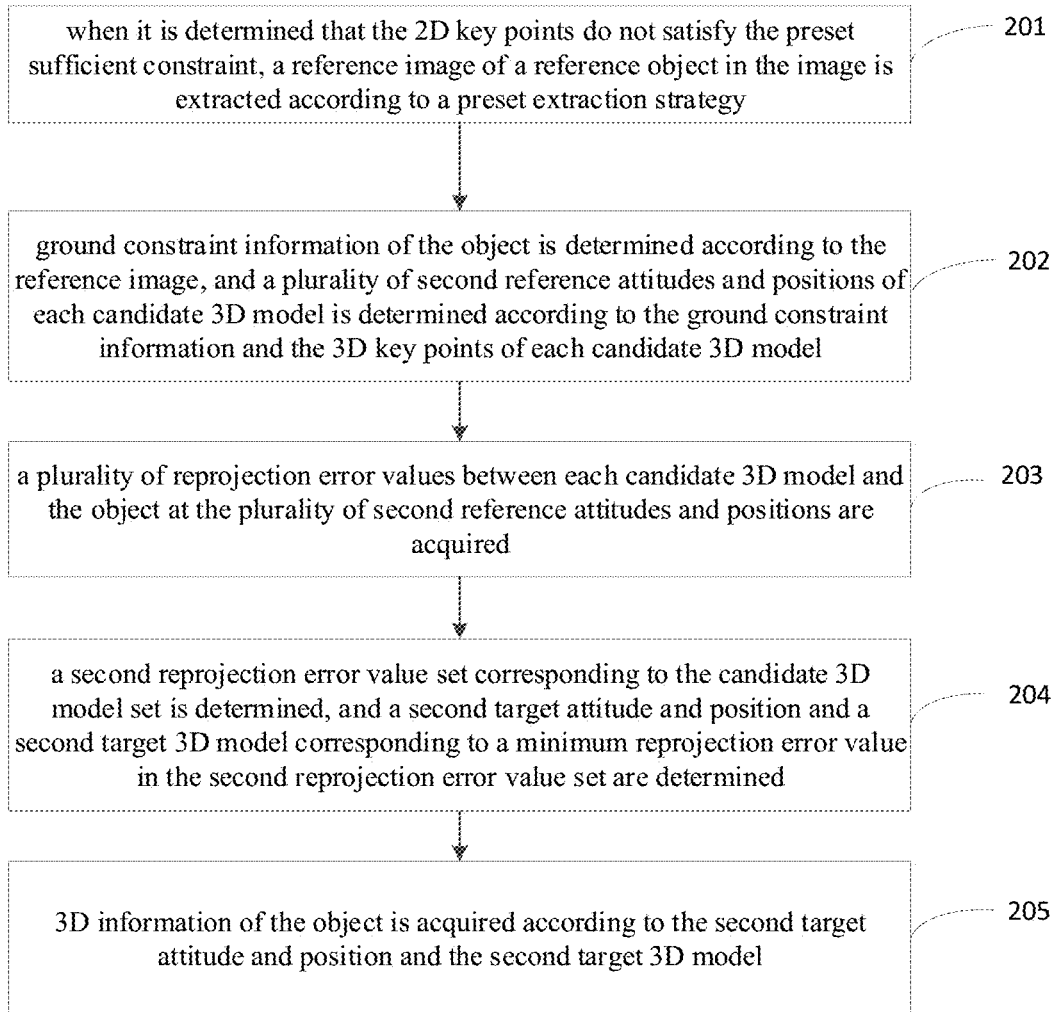 when it is determined that the 2D key points do not satisfy the preset
sufficient constraint, a reference image of a reference object in the image is
extracted according to a preset extraction strategy
201
ground constraint information of the object is determined according to the
reference image, and a plurality of second reference attitudes and positions of
each candidate 3D model is determined according to the ground constraint
information and the 3D key points of each candidate 3D model
202
a plurality of reprojection error values between each candidate 3D model and
the object at the plurality of second reference attitudes and positions are
acquired
203
a second reprojection error value set corresponding to the candidate 3D
model set is determined, and a second target attitude and position and a
second target 3D model corresponding to a minimum reprojection error value
in the second reprojection error value set are determined
204
3D information of the object is acquired according to the second target
attitude and position and the second target 3D model
205